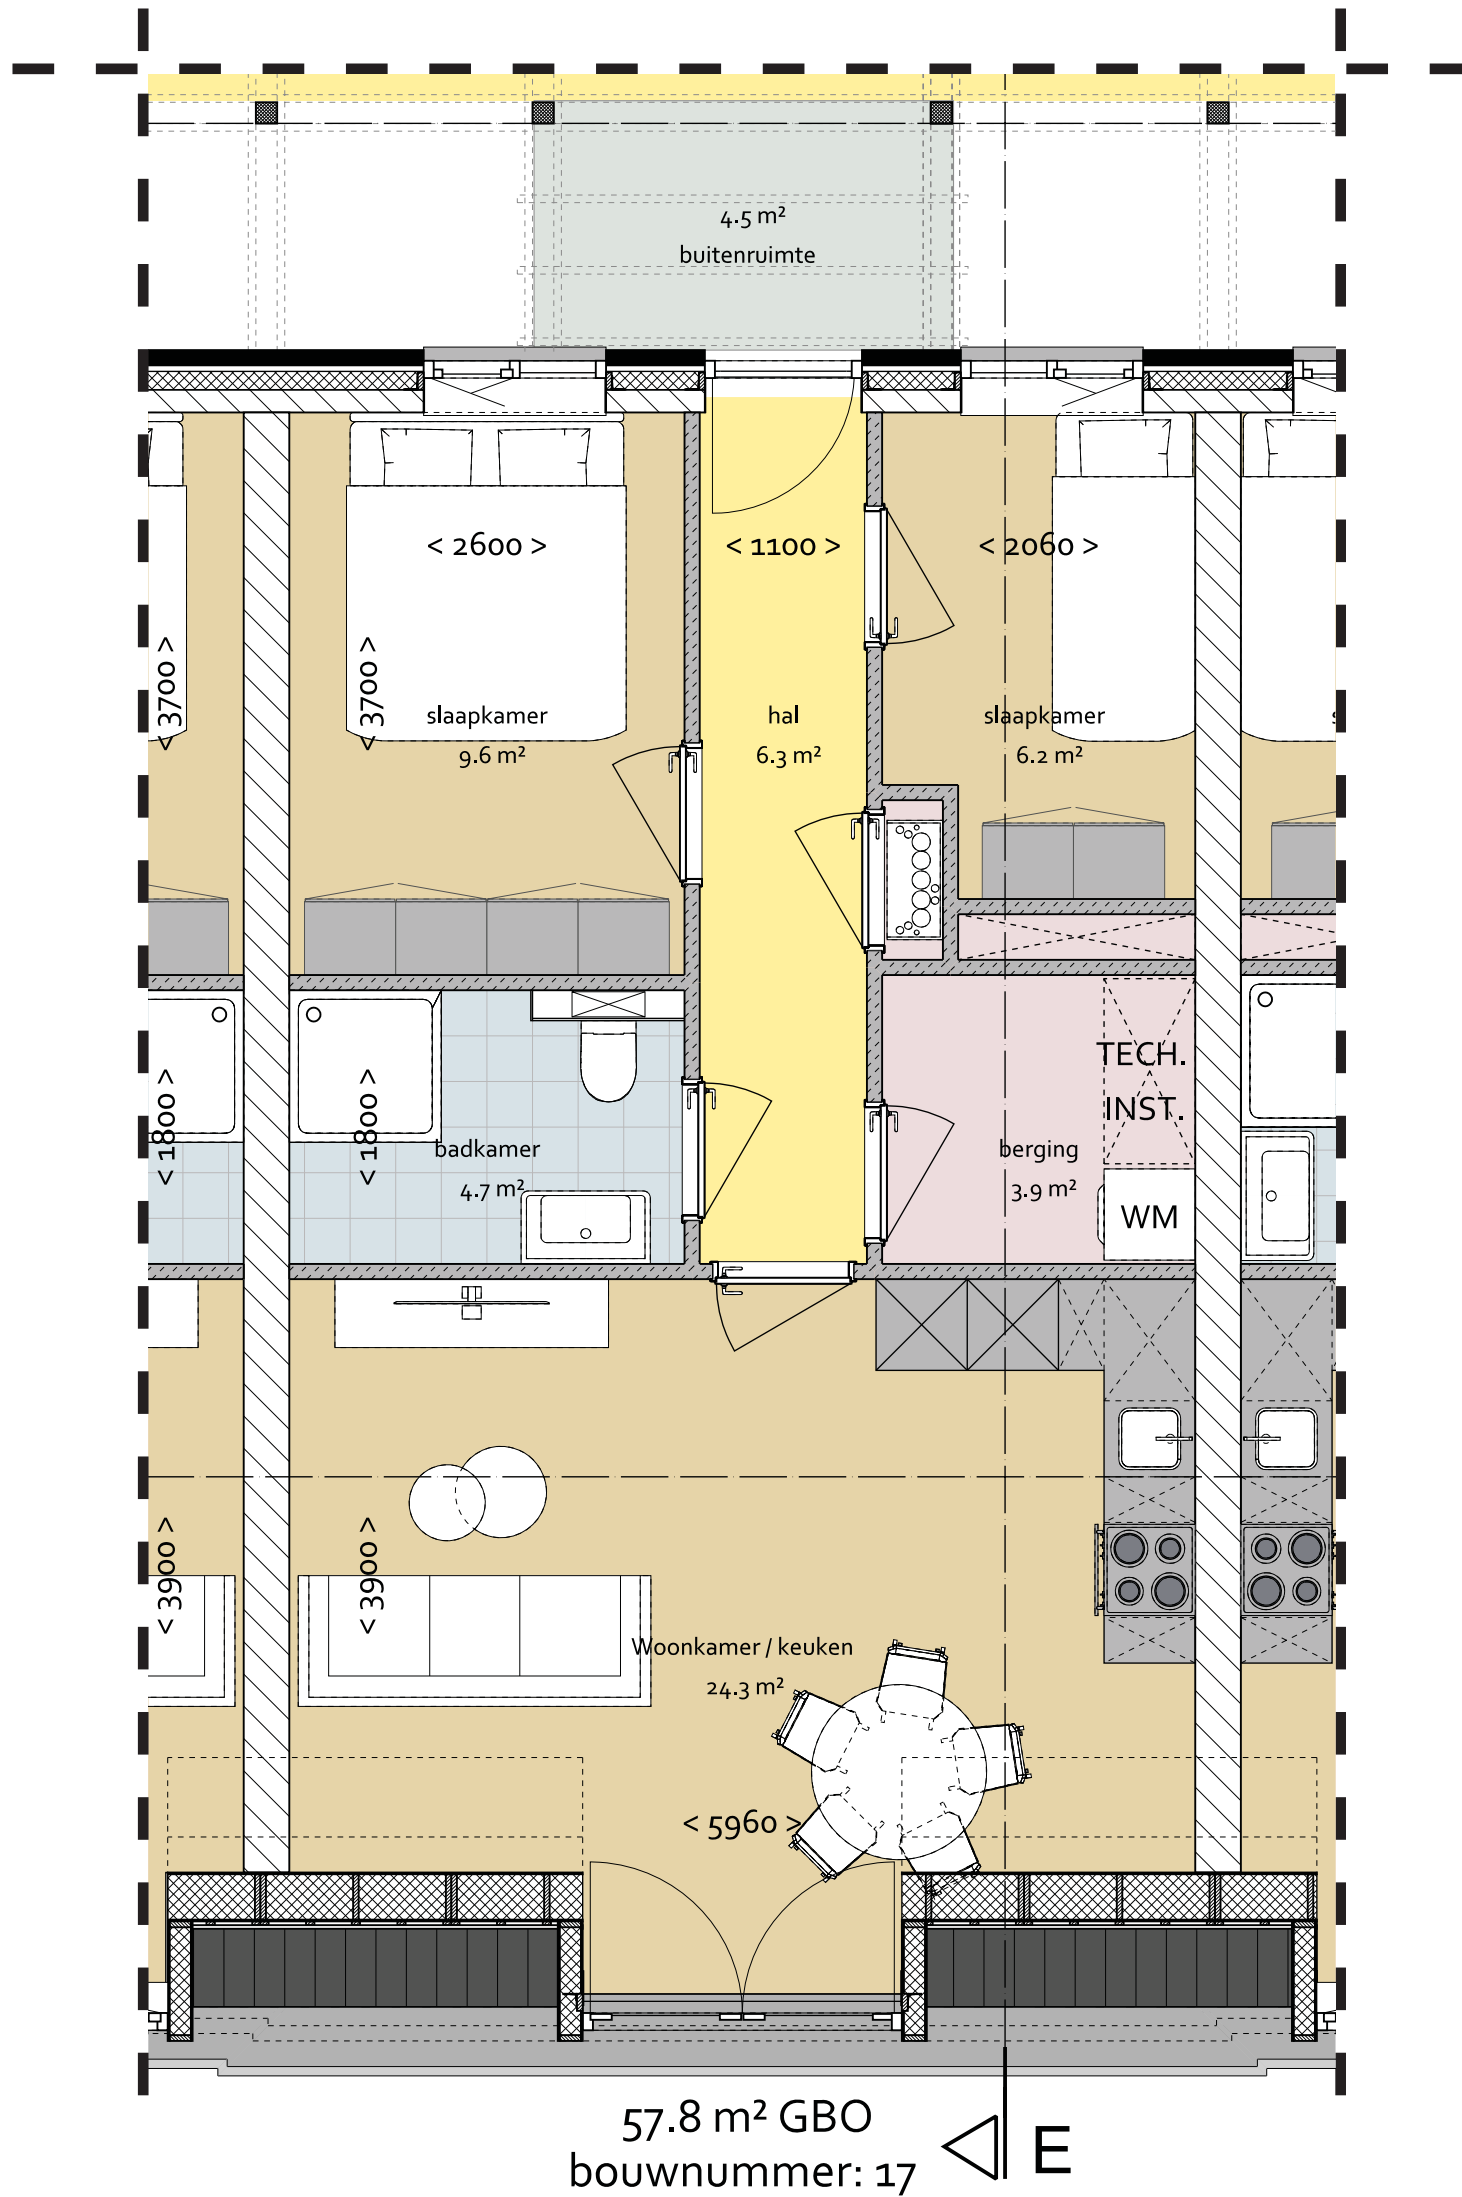 4.5 m²
buitenruimte
< 2600 >
< 1100 >
< 2060 >
< 3700 >
< 3700 >
slaapkamer
9.6 m²
hal
6.3 m²
slaapkamer
6.2 m²
s
TECH.
INST.
< 1800 >
< 1800 >
badkamer
4.7 m²
berging
3.9 m²
WM
< 3900 >
< 3900 >
Woonkamer / keuken
24.3 m²
< 5960 >
57.8 m² GBO
bouwnummer: 17
E